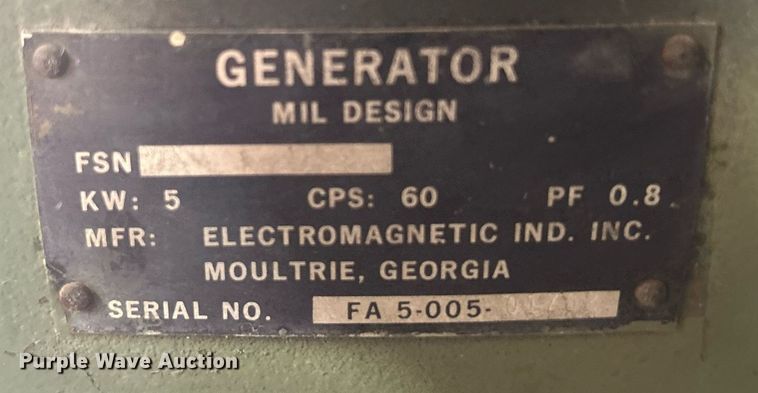 GENERATOR
MIL DESIGN
FSN
KW: 5 CPS: 60 PF 0.8
MFR: ELECTROMAGNETIC IND. INC.
MOULTRIE, GEORGIA
SERIAL NO. FA 5-005-
Purple Wave Auction